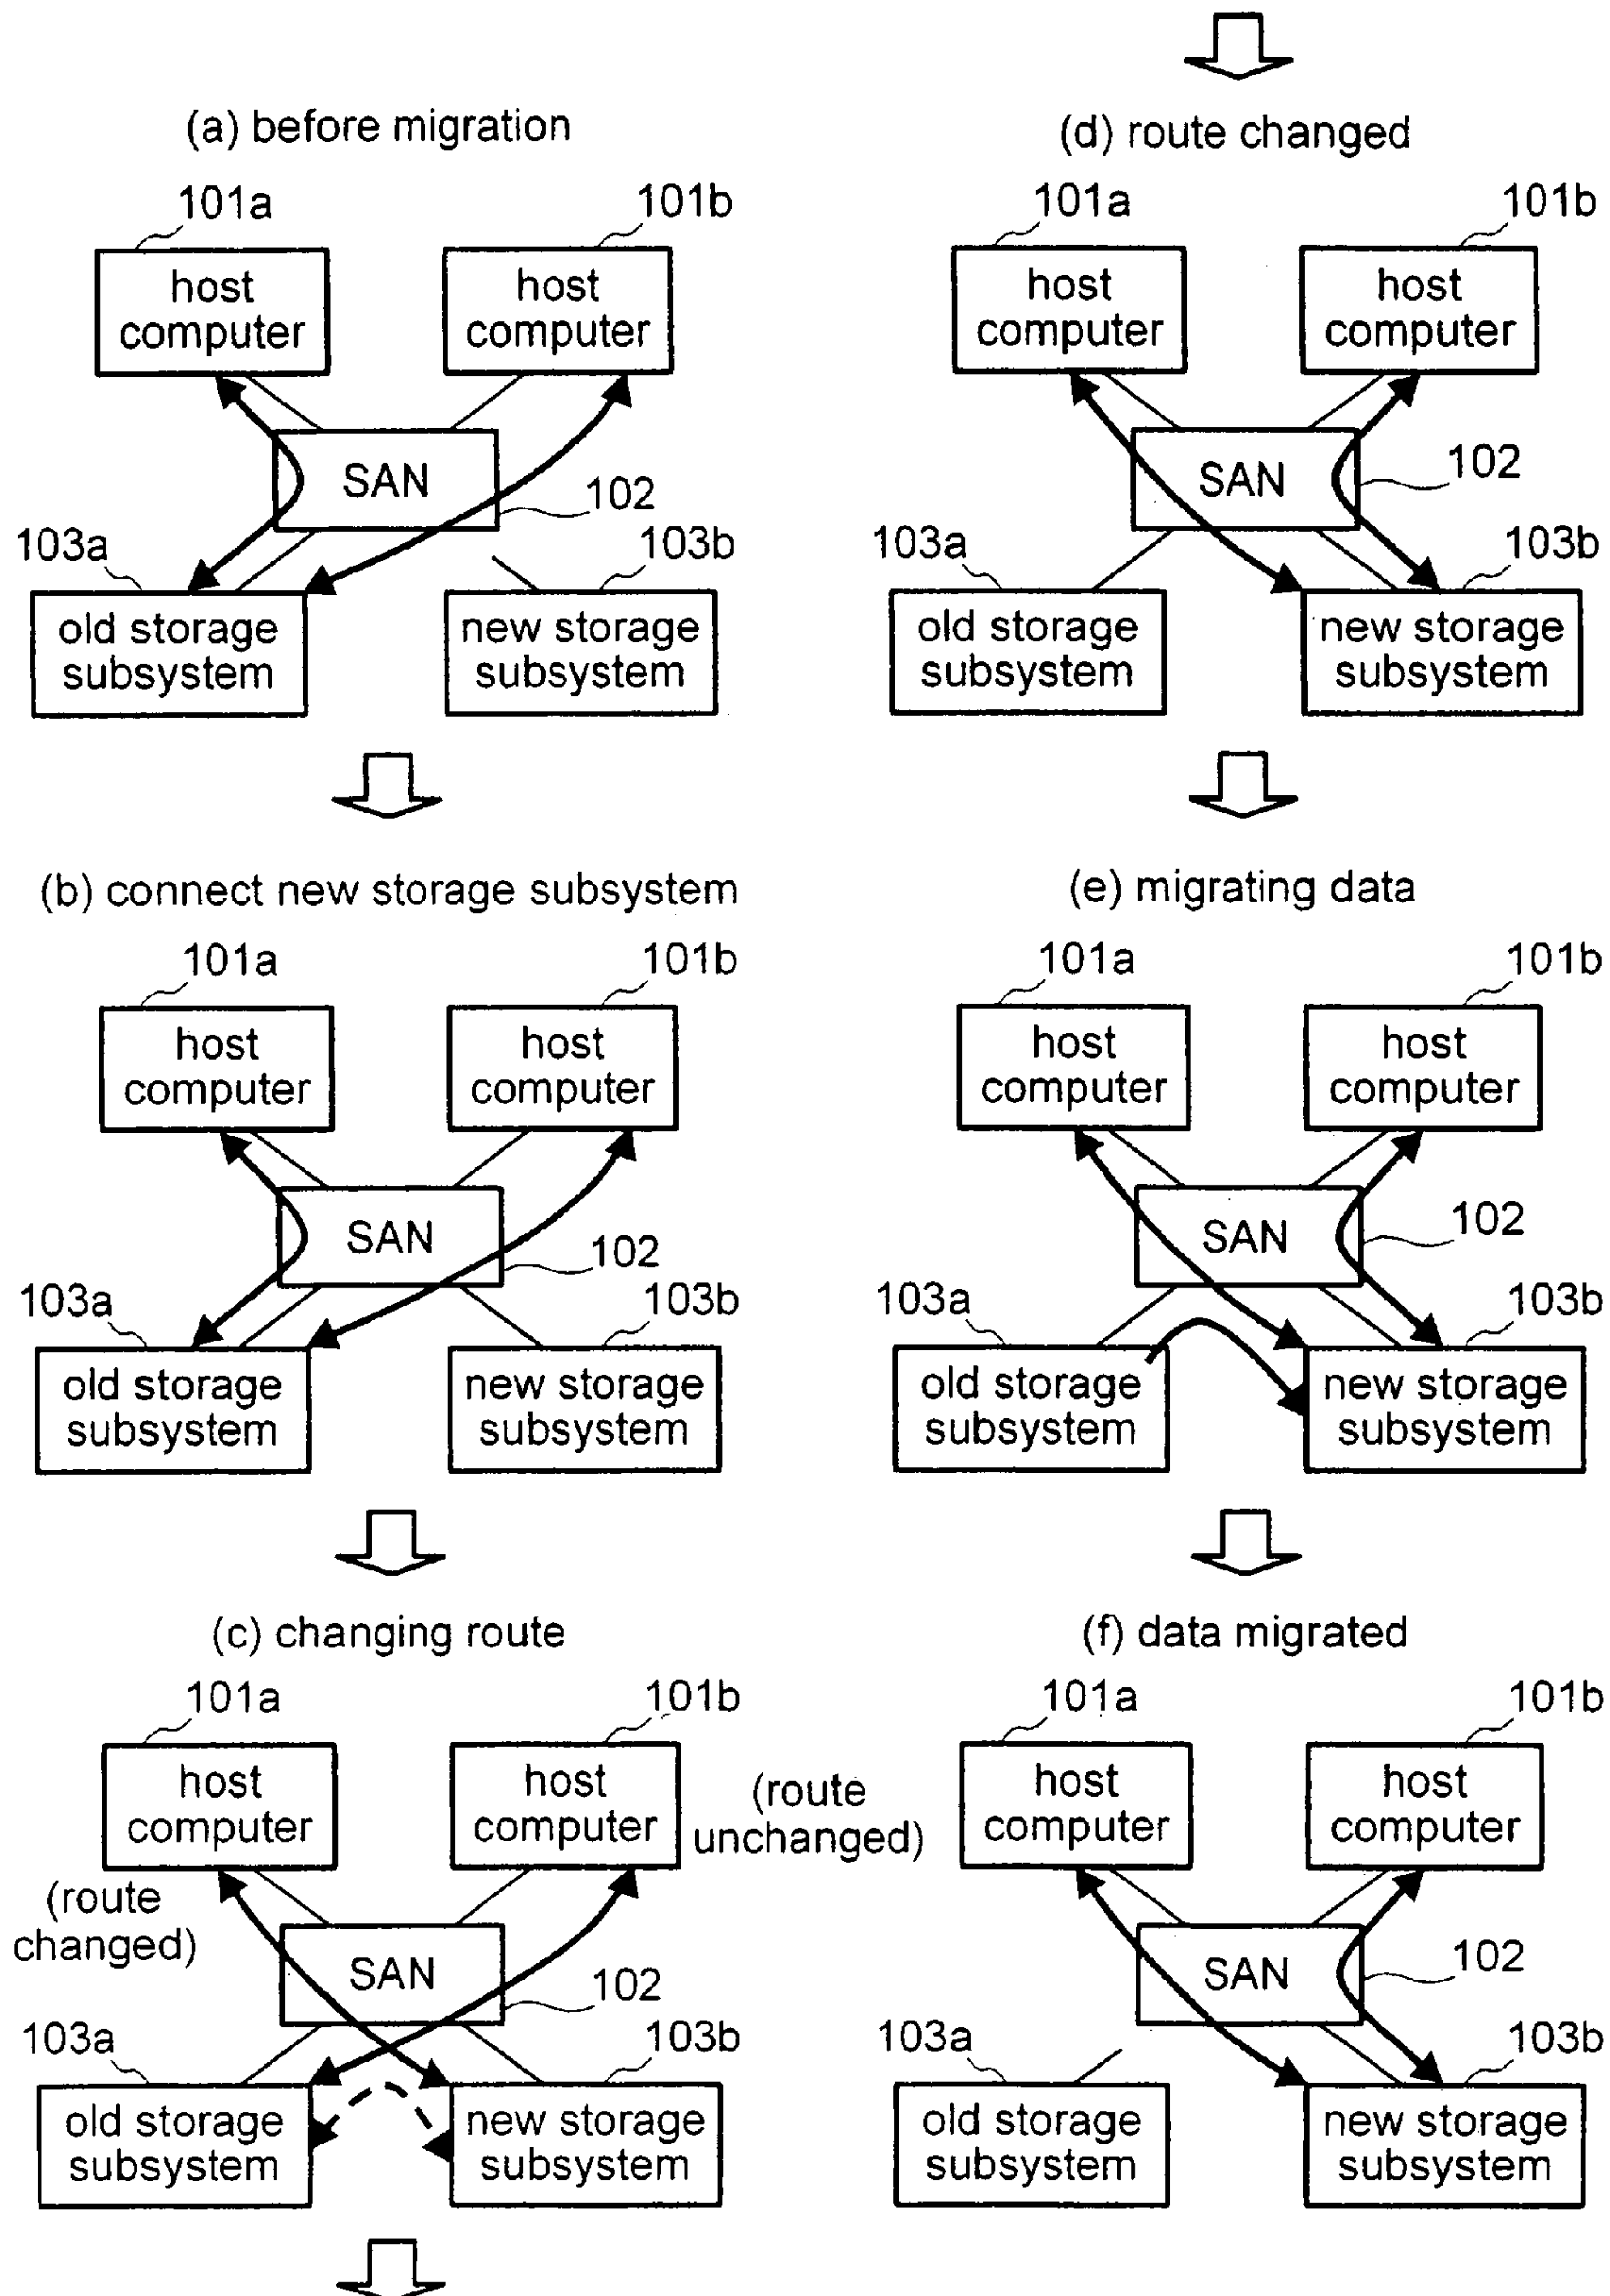 (a) before migration
101a
101b
host
computer
host
computer
SAN
102
103a
103b
old storage
subsystem
new storage
subsystem
(b) connect new storage subsystem
101a
101b
host
computer
host
computer
SAN
102
103a
103b
old storage
subsystem
new storage
subsystem
(c) changing route
101a
101b
host
computer
host
computer
(route
unchanged)
(route
changed)
SAN
102
103a
103b
old storage
subsystem
new storage
subsystem
(d) route changed
101a
101b
host
computer
host
computer
SAN
102
103a
103b
old storage
subsystem
new storage
subsystem
(e) migrating data
101a
101b
host
computer
host
computer
SAN
102
103a
103b
old storage
subsystem
new storage
subsystem
(f) data migrated
101a
101b
host
computer
host
computer
SAN
102
103a
103b
old storage
subsystem
new storage
subsystem